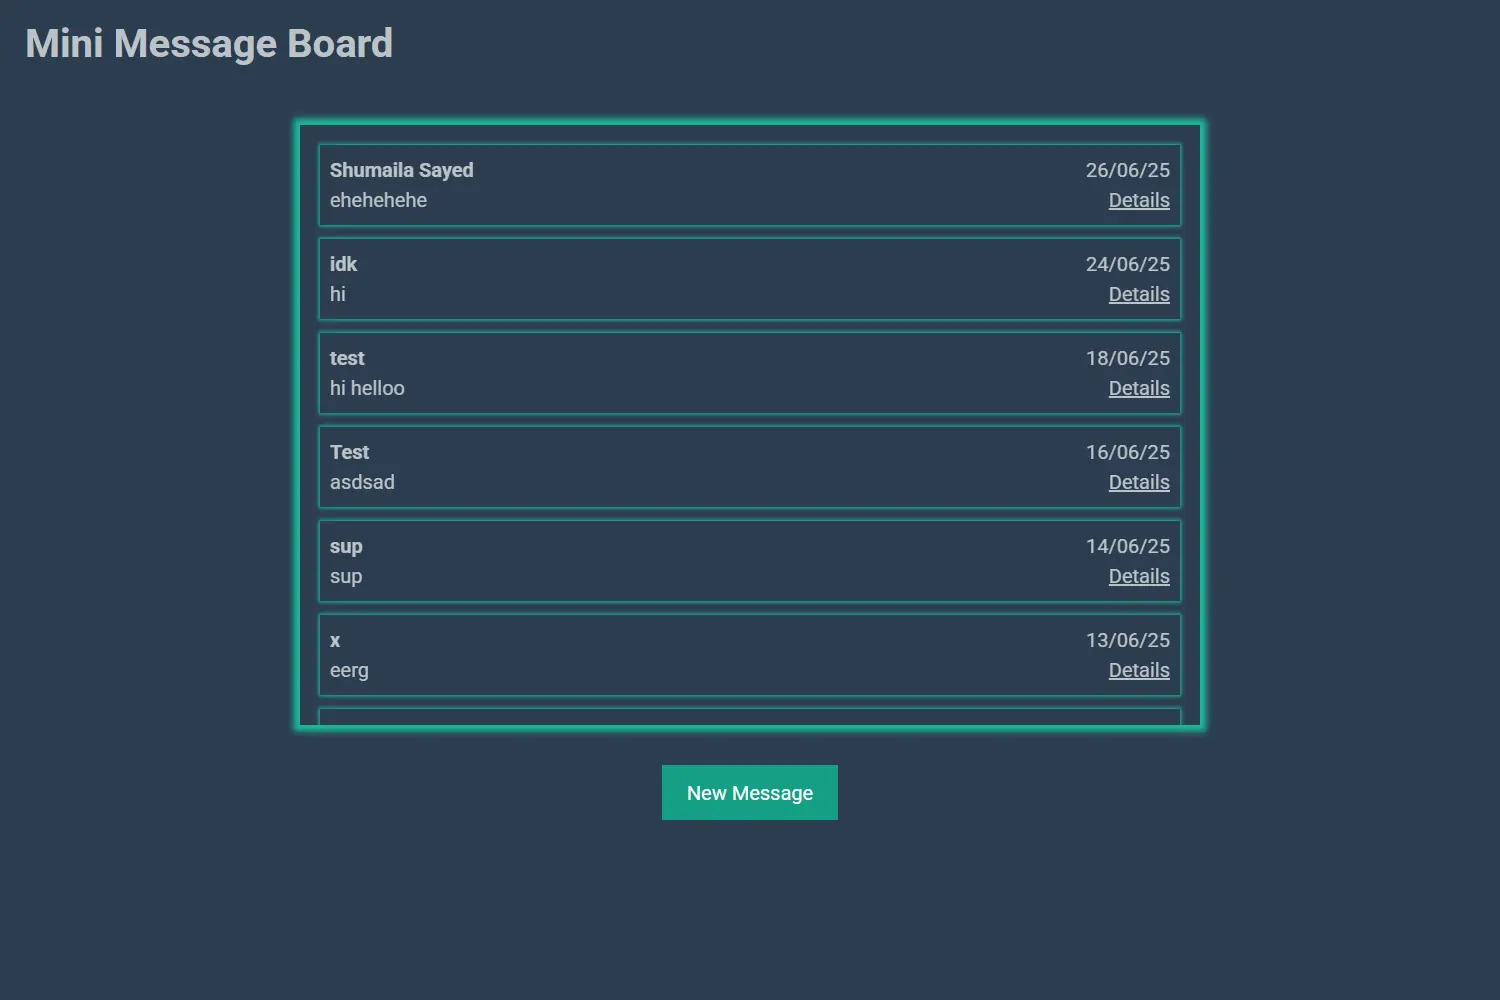 Mini Message Board
Shumaila Sayed 26/06/25
ehehehehe Details
idk 24/06/25
hi Details
test 18/06/25
hi helloo Details
Test 16/06/25
asdsad Details
sup 14/06/25
sup Details
x 13/06/25
eerg Details
New Message